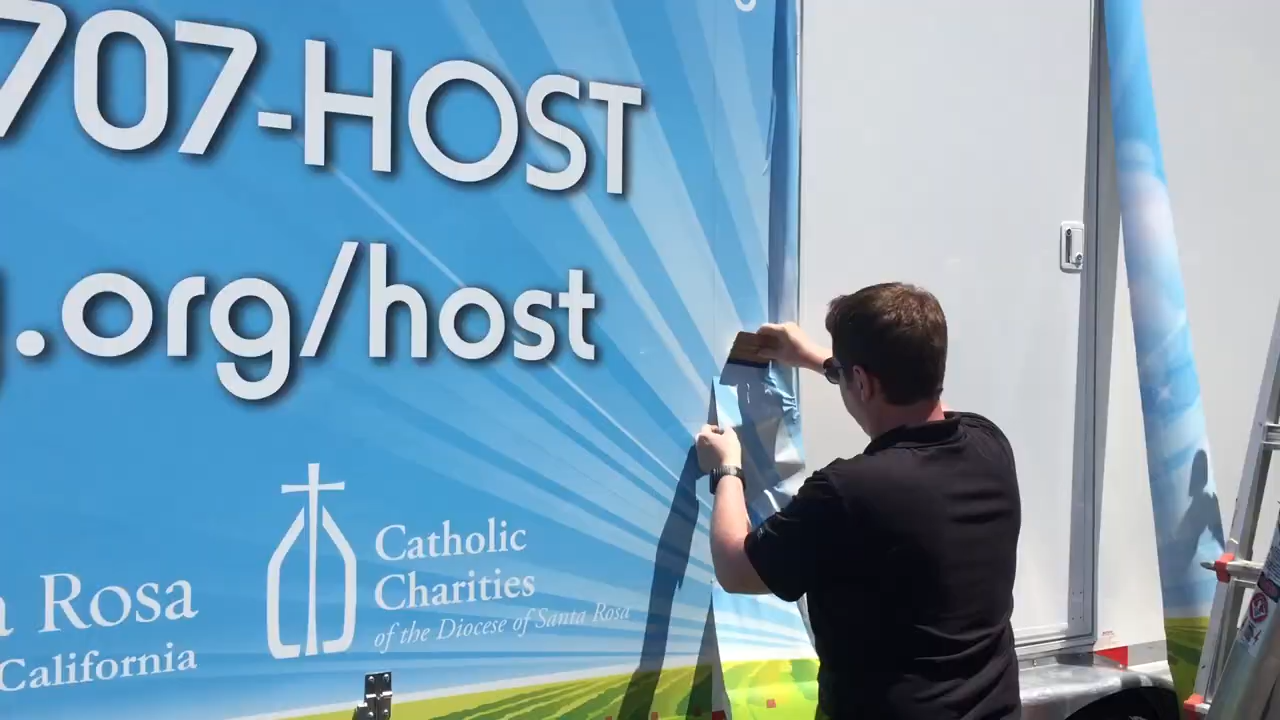 707-HOST
.org/host
Rosa
California
Catholic
Charities
of the Diocese of Santa Rosa